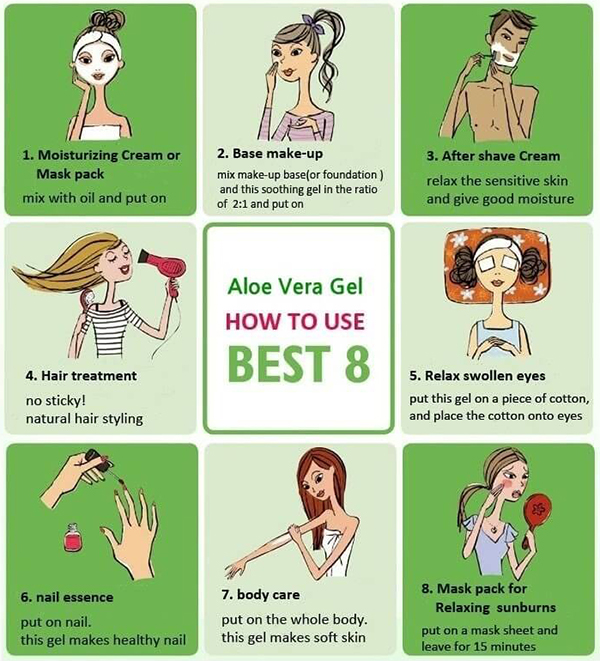 1. Moisturizing Cream or
Mask pack
mix with oil and put on
2. Base make-up
mix make-up base(or foundation )
and this soothing gel in the ratio
of 2:1 and put on
3. After shave Cream
relax the sensitive skin
and give good moisture
4. Hair treatment
no sticky!
natural hair styling
Aloe Vera Gel
HOW TO USE
BEST 8
5. Relax swollen eyes
put this gel on a piece of cotton,
and place the cotton onto eyes
6. nail essence
put on nail.
this gel makes healthy nail
7. body care
put on the whole body.
this gel makes soft skin
8. Mask pack for
Relaxing sunburns
put on a mask sheet and
leave for 15 minutes